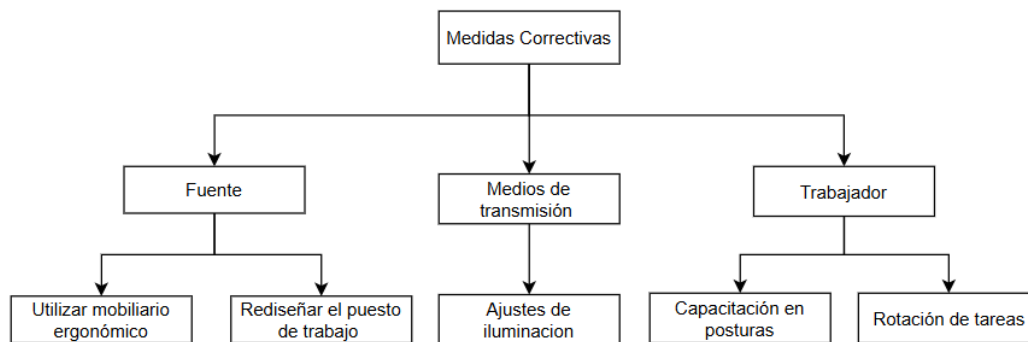 Medidas Correctivas
Fuente
Medios de
transmisión
Trabajador
Utilizar mobiliario
ergonómico
Rediseñar el puesto
de trabajo
Ajustes de
iluminacion
Capacitación en
posturas
Rotación de tareas